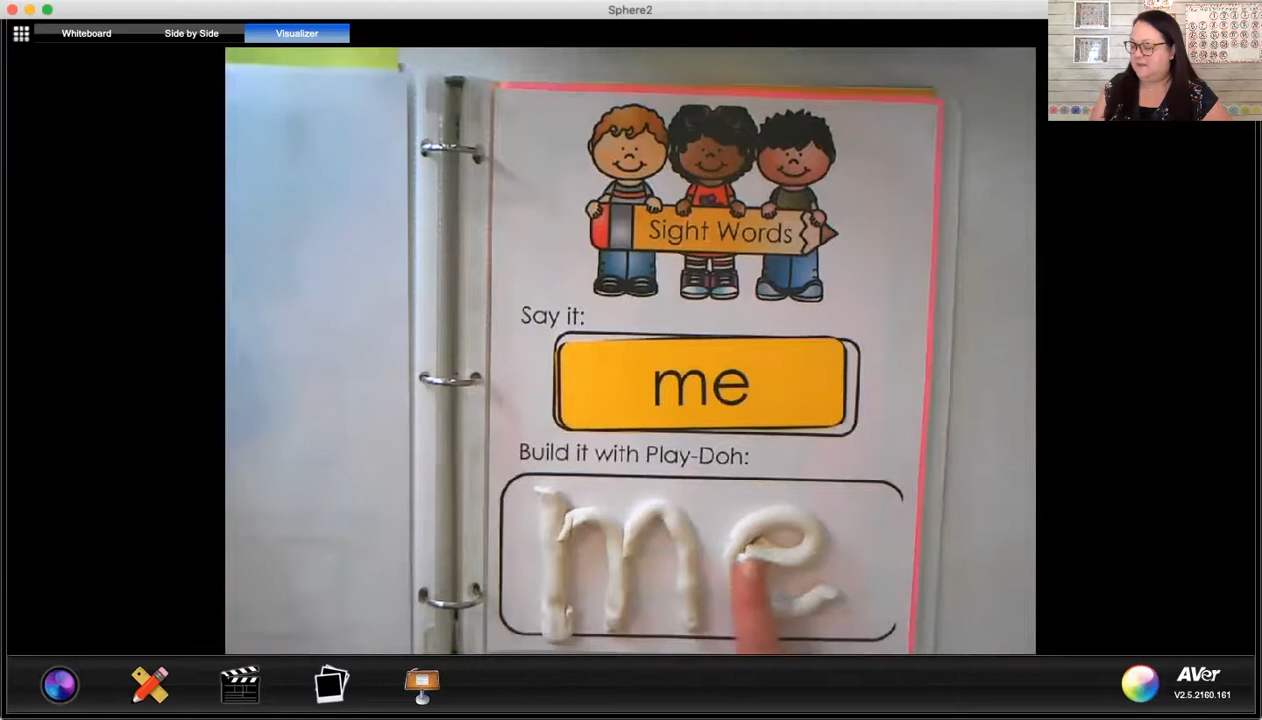 Sphere2
Whiteboard
Side by Side
Visualizer
Sight Words
Say it:
me
Build it with Play-Doh:
me
AVer
V2.5.2160.161